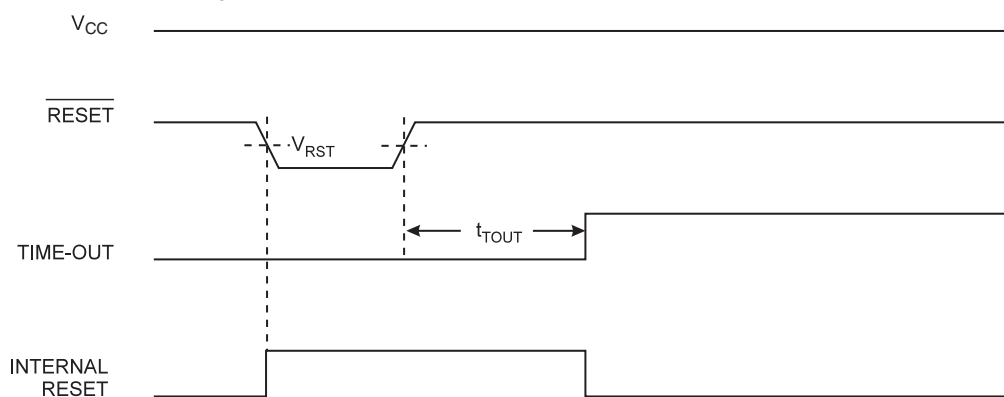 VCC
RESET
VRST
tTOUT
TIME-OUT
INTERNAL
RESET